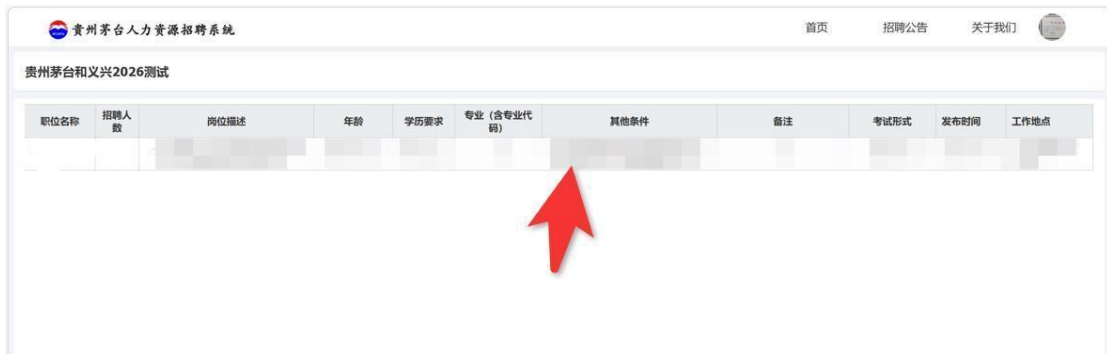 贵州茅台人力资源招聘系统
首页 招聘公告 关于我们
贵州茅台和义兴2026测试
职位名称 招聘人数 岗位描述 年龄 学历要求 专业（含专业代码） 其他条件 备注 考试形式 发布时间 工作地点